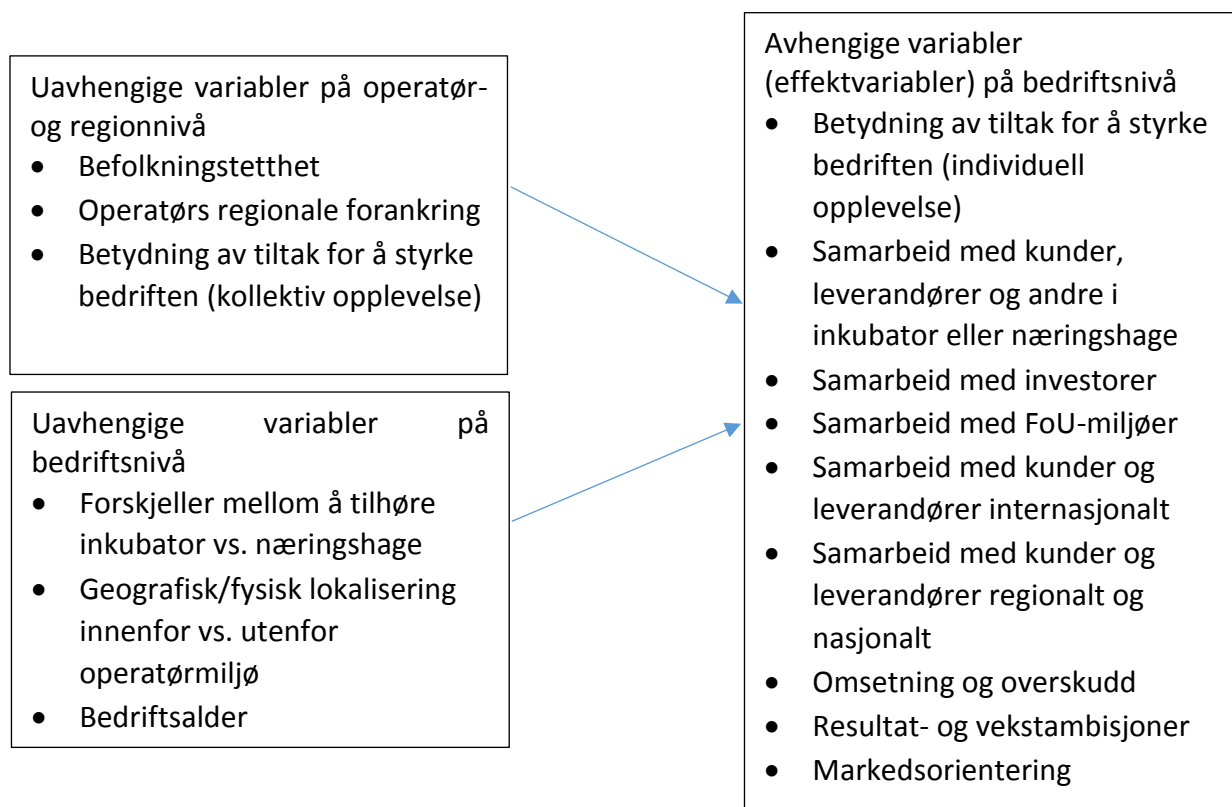 Uavhengige variabler på operatør-
og regionnivå
• Befolkningstetthet
• Operatørs regionale forankring
• Betydning av tiltak for å styrke
bedriften (kollektiv opplevelse)
Uavhengige variabler på
bedriftsnivå
• Forskjeller mellom å tilhøre
inkubator vs. næringshage
• Geografisk/fysisk lokalisering
innenfor vs. utenfor
operatørmiljø
• Bedriftsalder
Avhengige variabler
(effektvariabler) på bedriftsnivå
• Betydning av tiltak for å styrke
bedriften (individuell
opplevelse)
• Samarbeid med kunder,
leverandører og andre i
inkubator eller næringshage
• Samarbeid med investorer
• Samarbeid med FoU-miljøer
• Samarbeid med kunder og
leverandører internasjonalt
• Samarbeid med kunder og
leverandører regionalt og
nasjonalt
• Omsetning og overskudd
• Resultat- og vekstambisjoner
• Markedsorientering